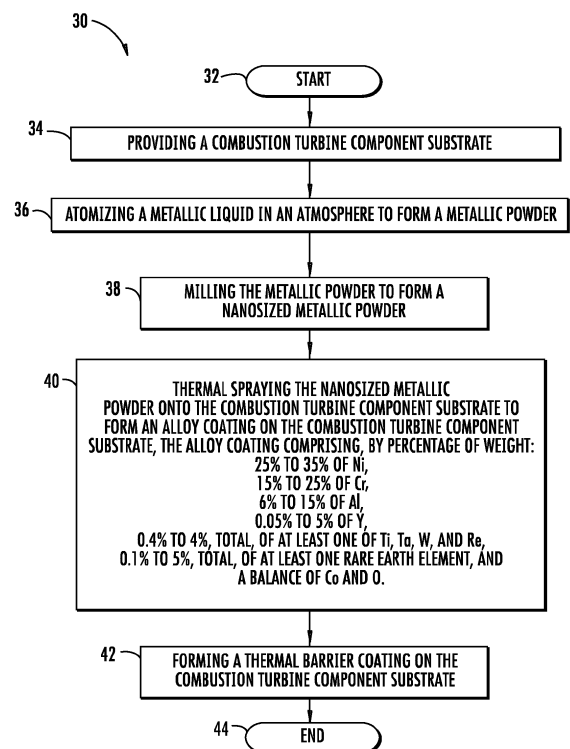 30
32
START
34
PROVIDING A COMBUSTION TURBINE COMPONENT SUBSTRATE
36
ATOMIZING A METALLIC LIQUID IN AN ATMOSPHERE TO FORM A METALLIC POWDER
38
MILLING THE METALLIC POWDER TO FORM A
NANOSIZED METALLIC POWDER
40
THERMAL SPRAYING THE NANOSIZED METALLIC
POWDER ONTO THE COMBUSTION TURBINE COMPONENT SUBSTRATE TO
FORM AN ALLOY COATING ON THE COMBUSTION TURBINE COMPONENT
SUBSTRATE, THE ALLOY COATING COMPRISING, BY PERCENTAGE OF WEIGHT:
25% TO 35% OF Ni,
15% TO 25% OF Cr,
6% TO 15% OF Al,
0.05% TO 5% OF Y,
0.4% TO 4%, TOTAL, OF AT LEAST ONE OF Ti, Ta, W, AND Re,
0.1% TO 5%, TOTAL, OF AT LEAST ONE RARE EARTH ELEMENT, AND
A BALANCE OF Co AND O.
42
FORMING A THERMAL BARRIER COATING ON THE
COMBUSTION TURBINE COMPONENT SUBSTRATE
44
END